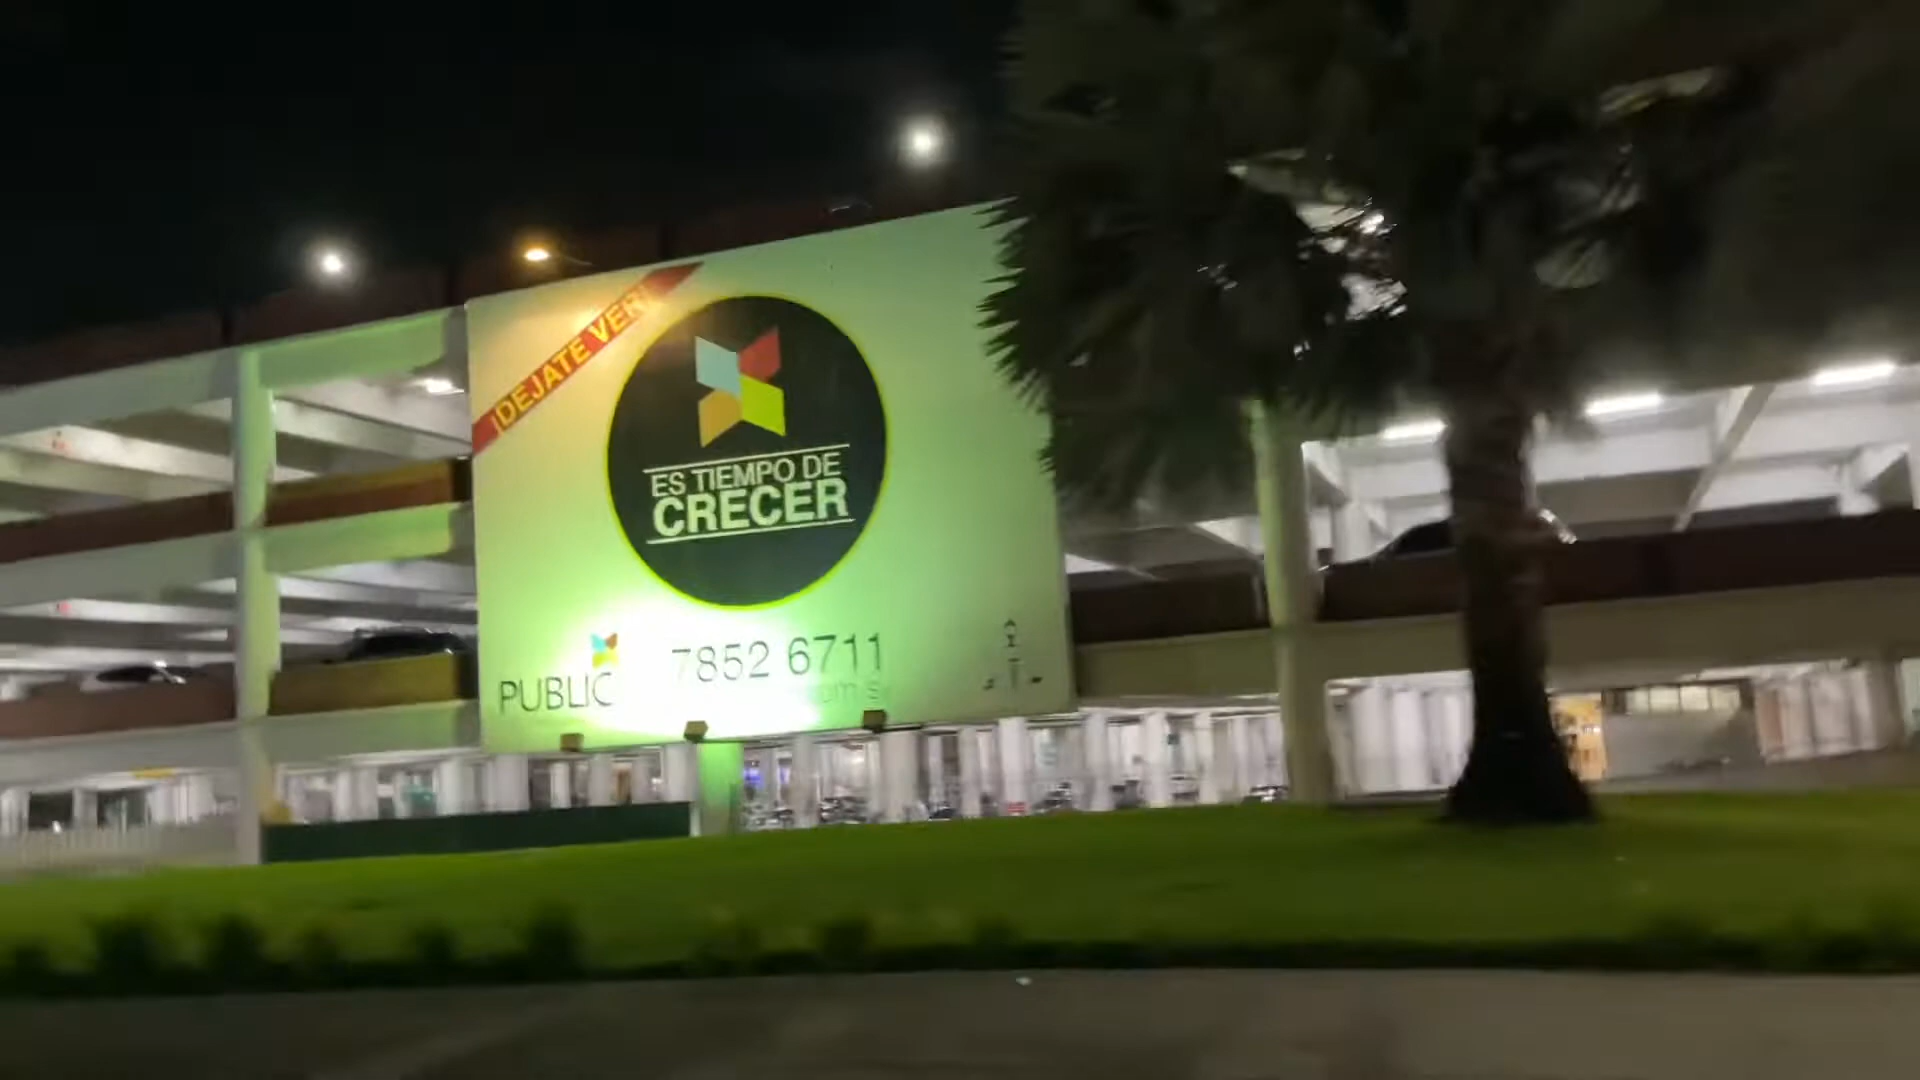 ¡DEJATE VER!
ES TIEMPO DE
CRECER
PUBLIC
7852 6711